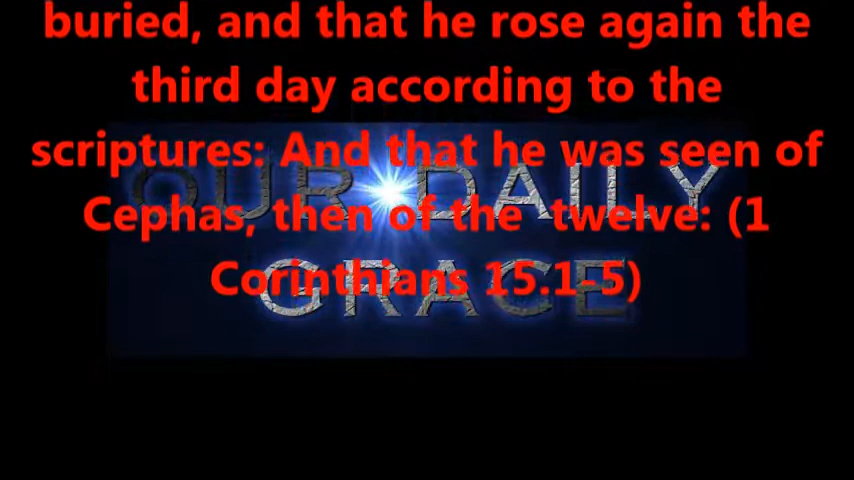 buried, and that he rose again the
third day according to the
scriptures: And that he was seen of
Cephas, then of the twelve: (1
Corinthians 15.1-5)
OUR DAILY
GRACE